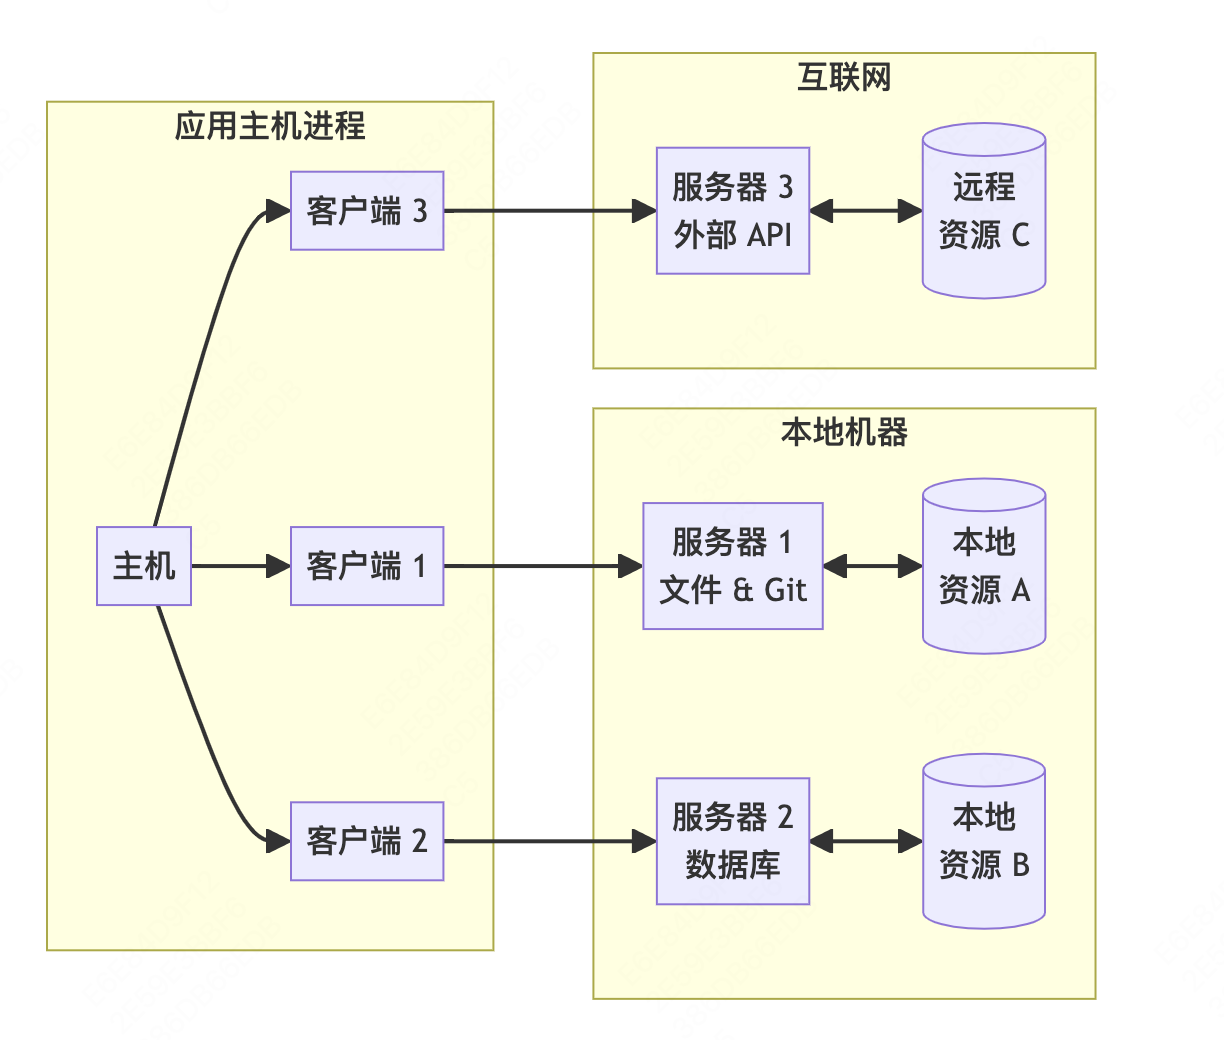 互联网
应用主机进程
客户端 3
服务器 3
外部 API
远程
资源 C
本地机器
主机
客户端 1
服务器 1
文件 & Git
本地
资源 A
客户端 2
服务器 2
数据库
本地
资源 B